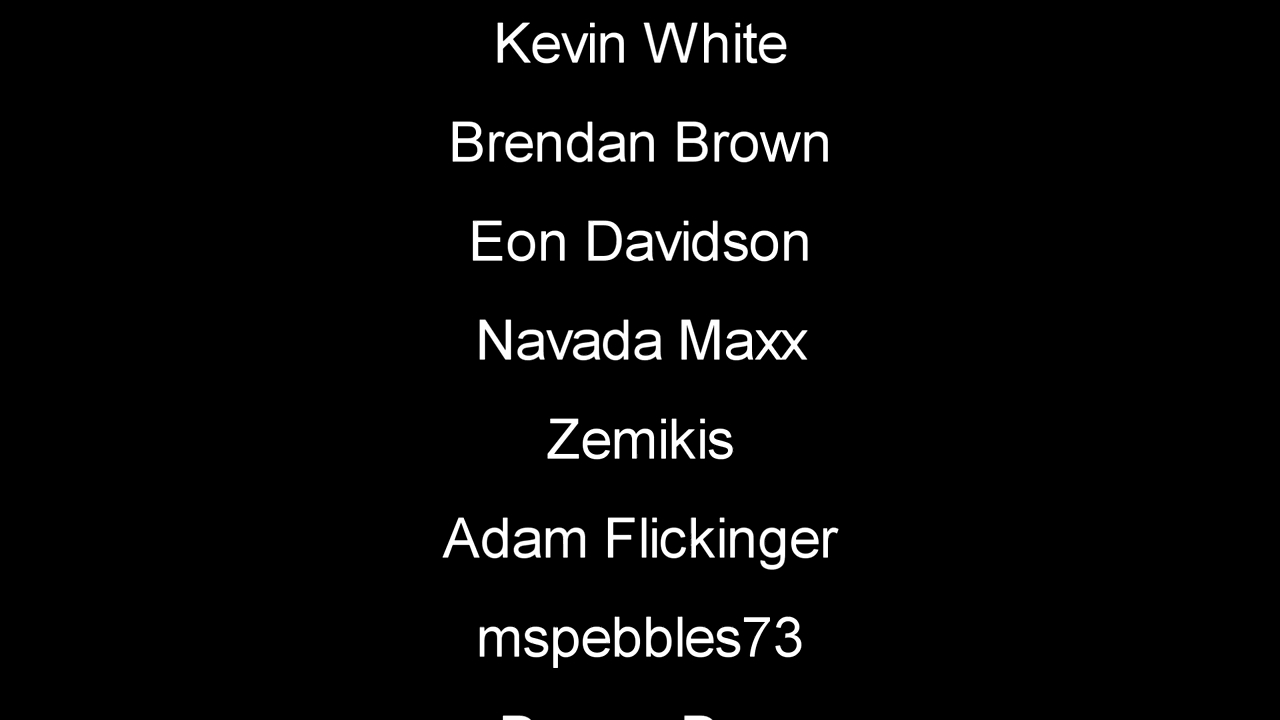 Kevin White
Brendan Brown
Eon Davidson
Navada Maxx
Zemikis
Adam Flickinger
mspebbles73